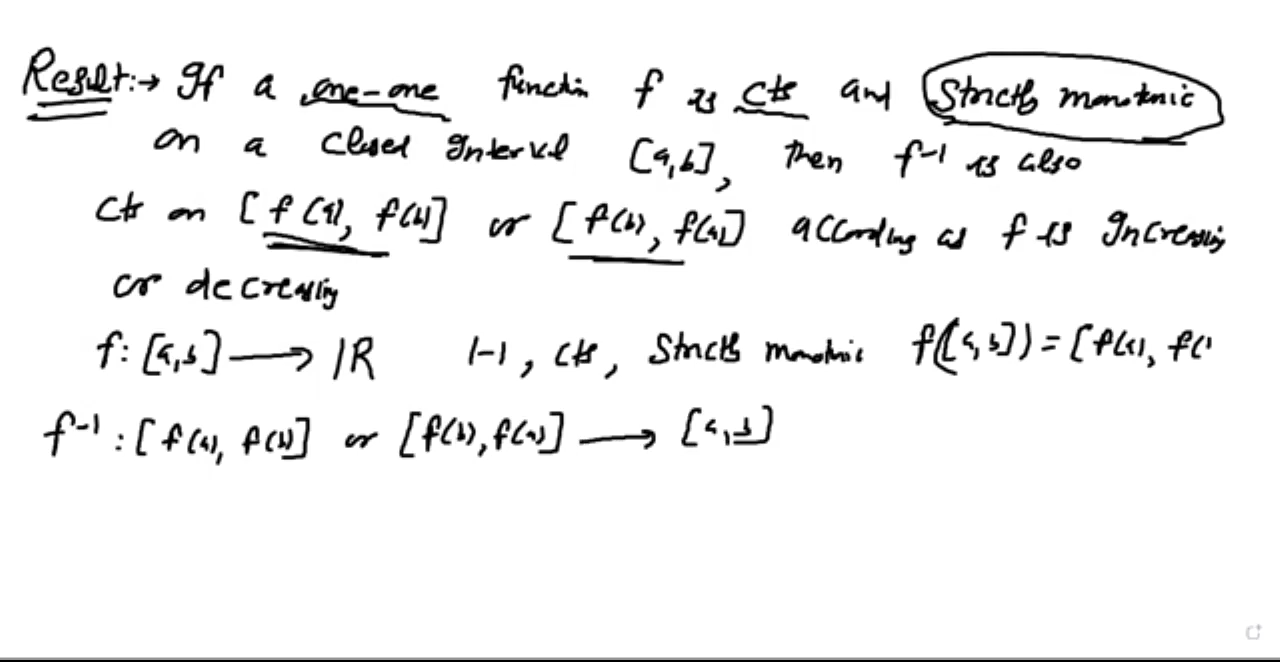 Result:→ If a one-one function f is cts and strictly monotonic
on a closed Interval [a,b], then f⁻¹ is also
cts on [f(a), f(b)] or [f(b), f(a)] according as f is Increasing
or decreasing
f: [a,b] ⟶ IR 1-1, cts, strictly monotonic f([a,b]) = [f(a), f(
f⁻¹ : [f(a), f(b)] or [f(b), f(a)] ⟶ [a,b]